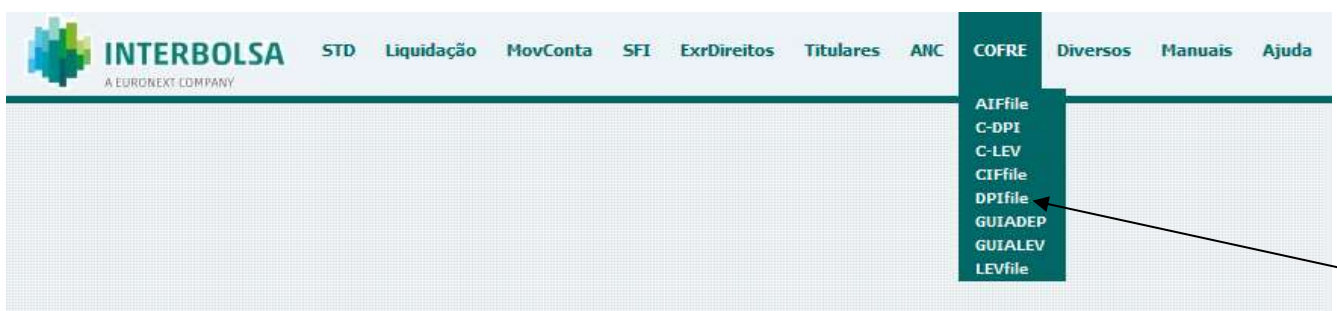 INTERBOLSA STD Liquidação MovConta SFI ExrDireitos Titulares ANC COFRE Diversos Manuais Ajuda
A EURONEXT COMPANY
AIFfile
C-DPI
C-LEV
CIFfile
DPIfile
GUIADEP
GUIALEV
LEVfile